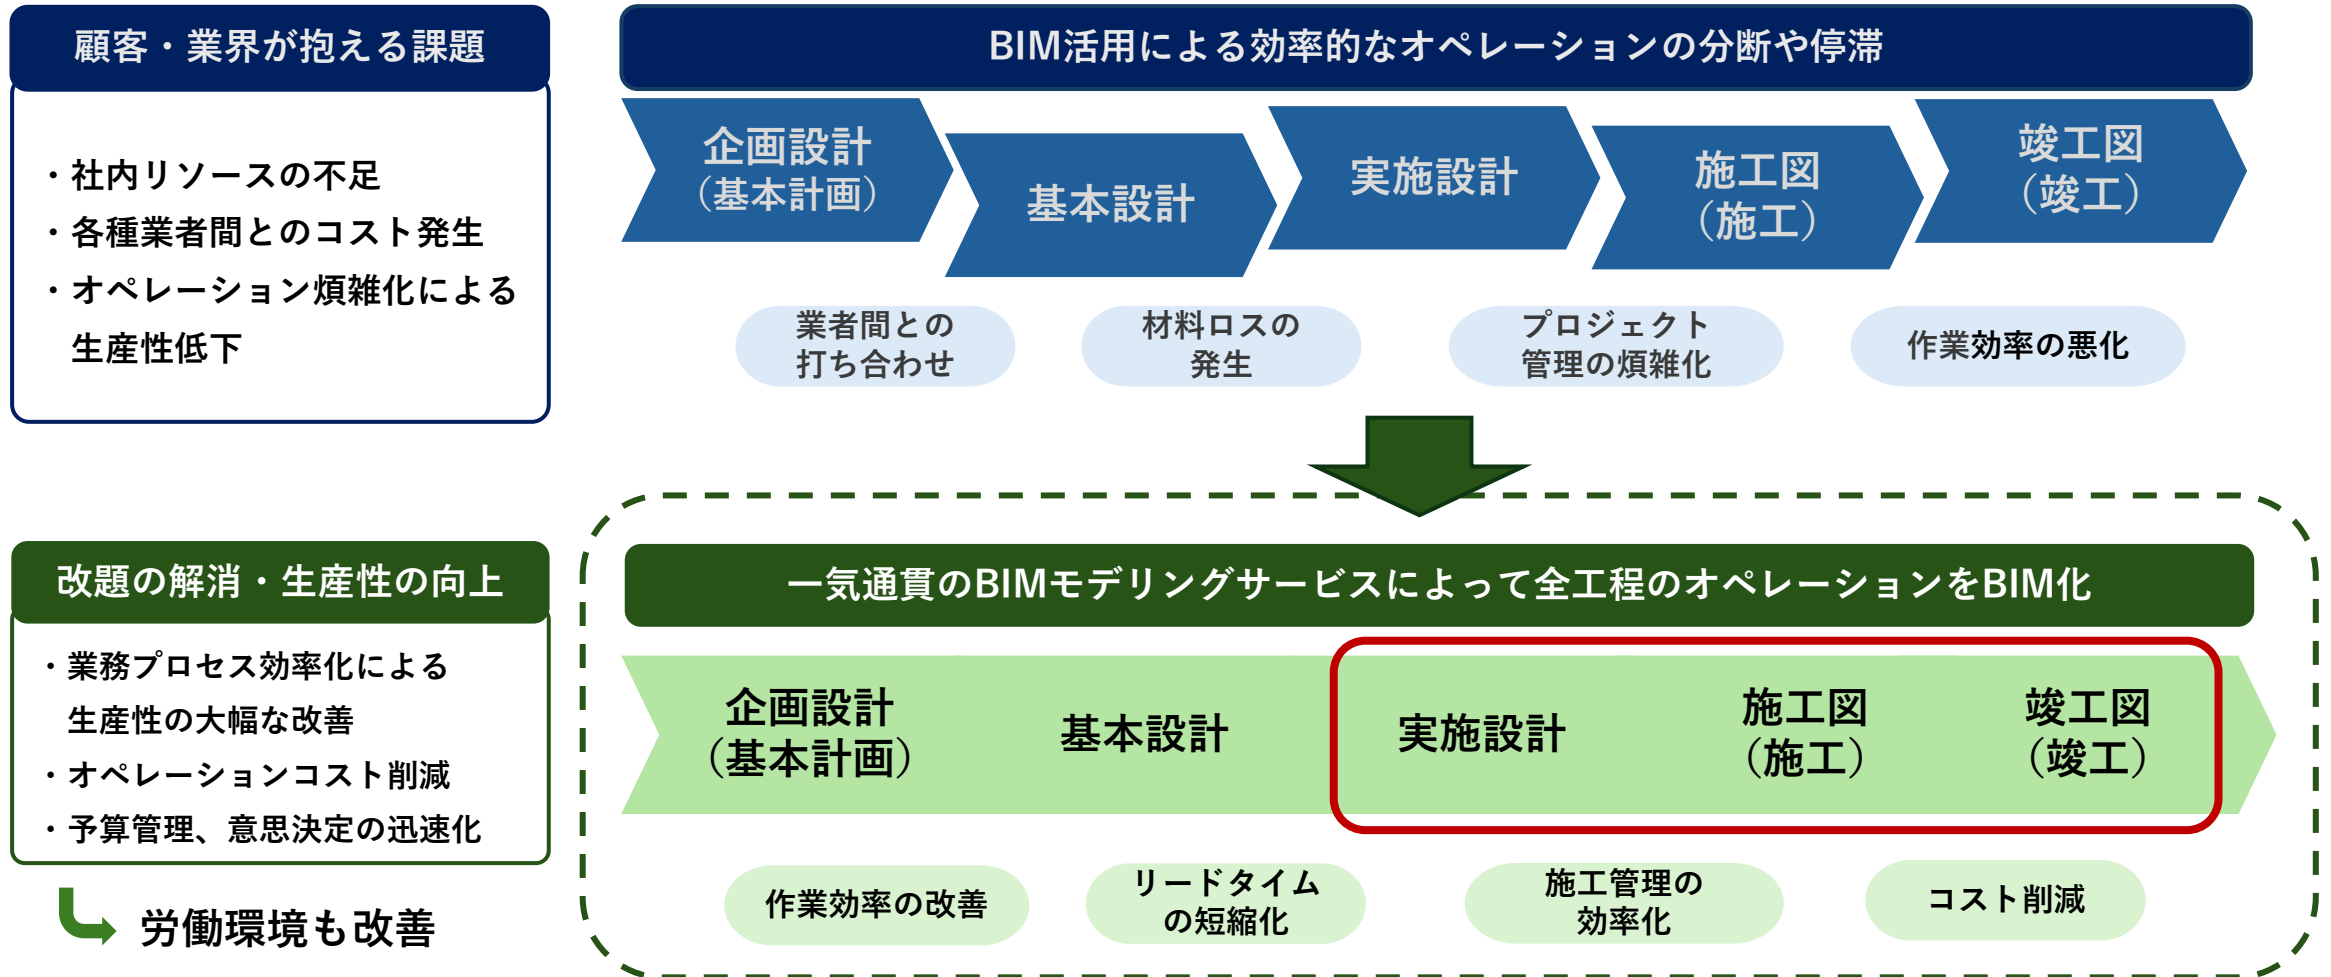 顧客・業界が抱える課題
・社内リソースの不足
・各種業者間とのコスト発生
・オペレーション煩雑化による
生産性低下
BIM活用による効率的なオペレーションの分断や停滞
企画設計
（基本計画）
基本設計
実施設計
施工図
（施工）
竣工図
（竣工）
業者間との
打ち合わせ
材料ロスの
発生
プロジェクト
管理の煩雑化
作業効率の悪化
改題の解消・生産性の向上
・業務プロセス効率化による
生産性の大幅な改善
・オペレーションコスト削減
・予算管理、意思決定の迅速化
労働環境も改善
一気通貫のBIMモデリングサービスによって全工程のオペレーションをBIM化
企画設計
（基本計画）
基本設計
実施設計
施工図
（施工）
竣工図
（竣工）
作業効率の改善
リードタイム
の短縮化
施工管理の
効率化
コスト削減